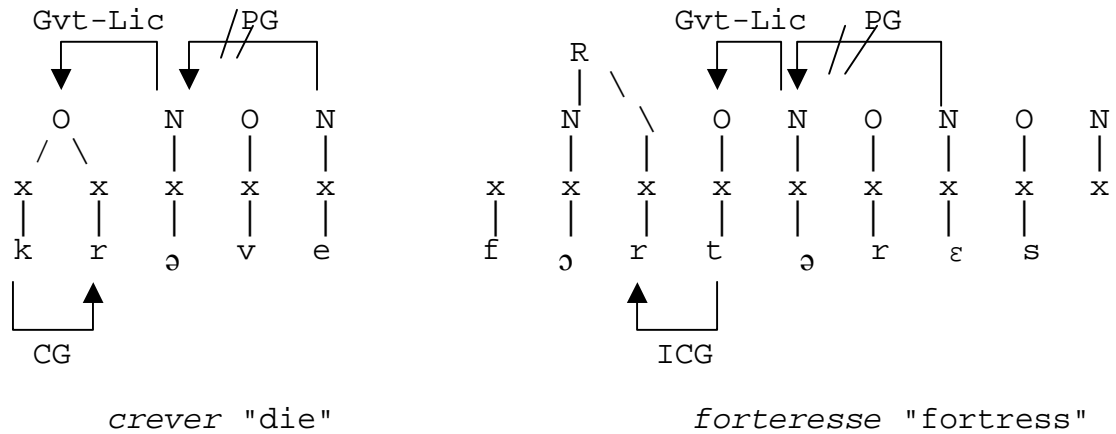 Gvt-Lic PG Gvt-Lic PG
R
O N O N N O N O N O N
x x x x x x x x x x x x x x
k r ə v e f ɔ r t ə r ɛ s
CG ICG
crever "die" forteresse "fortress"